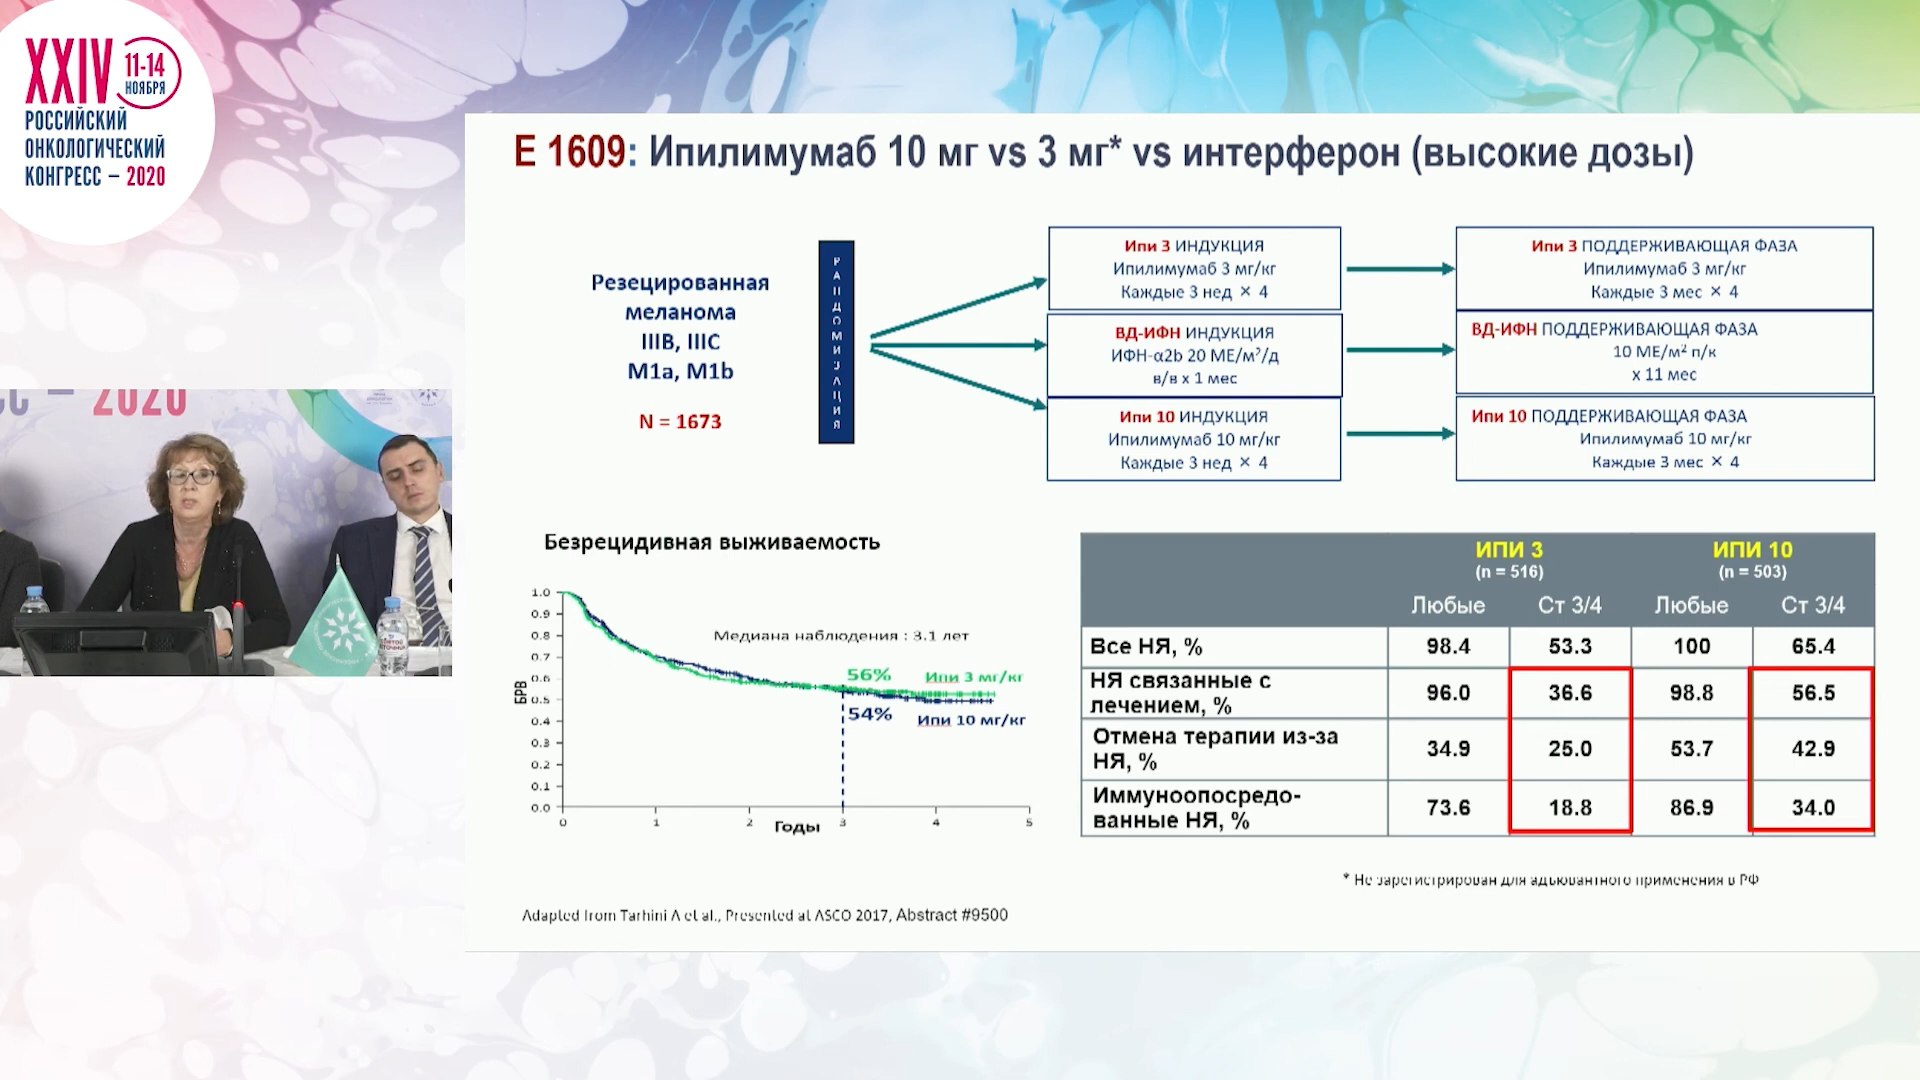 XXIV
11-14
НОЯБРЯ
РОССИЙСКИЙ
ОНКОЛОГИЧЕСКИЙ
КОНГРЕСС – 2020
E 1609: Ипилимумаб 10 мг vs 3 мг* vs интерферон (высокие дозы)
Резецированная
меланома
IIIB, IIIC
M1a, M1b
N = 1673
РАНДОМИЗАЦИЯ
Ипи 3 ИНДУКЦИЯ
Ипилимумаб 3 мг/кг
Каждые 3 нед × 4
Ипи 3 ПОДДЕРЖИВАЮЩАЯ ФАЗА
Ипилимумаб 3 мг/кг
Каждые 3 мес × 4
ВД-ИФН ИНДУКЦИЯ
ИФН-α2b 20 МЕ/м²/д
в/в x 1 мес
ВД-ИФН ПОДДЕРЖИВАЮЩАЯ ФАЗА
10 МЕ/м² п/к
x 11 мес
Ипи 10 ИНДУКЦИЯ
Ипилимумаб 10 мг/кг
Каждые 3 нед × 4
Ипи 10 ПОДДЕРЖИВАЮЩАЯ ФАЗА
Ипилимумаб 10 мг/кг
Каждые 3 мес × 4
Безрецидивная выживаемость
Медиана наблюдения : 3.1 лет
56%
Ипи 3 мг/кг
54%
Ипи 10 мг/кг
БРВ
1.0
0.9
0.8
0.7
0.6
0.5
0.4
0.3
0.2
0.1
0.0
0 1 2 3 4 5
Годы
ИПИ 3 ИПИ 10
(n = 516) (n = 503)
Любые Ст 3/4 Любые Ст 3/4
Все НЯ, % 98.4 53.3 100 65.4
НЯ связанные с
лечением, % 96.0 36.6 98.8 56.5
Отмена терапии из-за
НЯ, % 34.9 25.0 53.7 42.9
Иммуноопосредо-
ванные НЯ, % 73.6 18.8 86.9 34.0
* Не зарегистрирован для адъювантного применения в РФ
Adapted from Tarhini A et al., Presented at ASCO 2017, Abstract #9500
– 2020